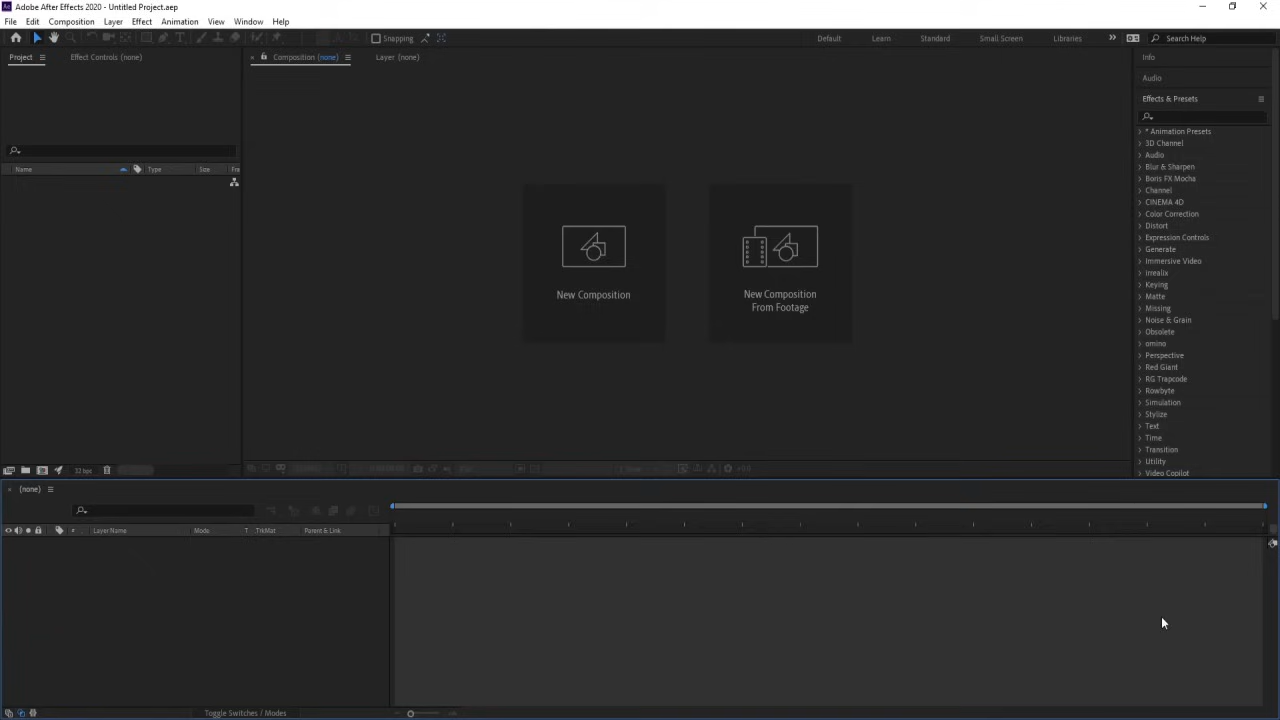 Adobe After Effects 2020 - Untitled Project.aep
File Edit Composition Layer Effect Animation View Window Help
Snapping Default Learn Standard Small Screen Libraries Search Help
Project Effect Controls (none) Composition (none) Layer (none) Info
Audio
Effects & Presets
Name Type Size
* Animation Presets
3D Channel
Audio
Blur & Sharpen
Boris FX Mocha
Channel
CINEMA 4D
Color Correction
Distort
Expression Controls
Generate
Immersive Video
Irrealix
Keying
Matte
Missing
Noise & Grain
Obsolete
omino
Perspective
Red Giant
RG Trapcode
Rowbyte
Simulation
Stylize
Text
Time
Transition
Utility
Video Copilot
New Composition
New Composition
From Footage
32 bpc
(none)
# Layer Name Mode T .TrkMat Parent & Link
Toggle Switches / Modes